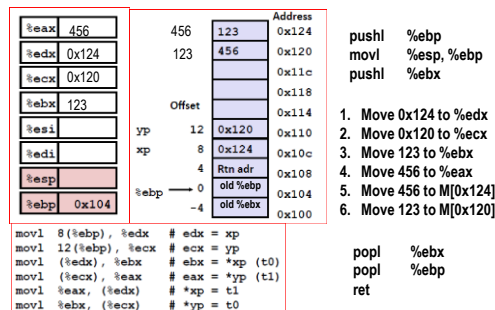 %eax 456
%edx 0x124
%ecx 0x120
%ebx 123
%esi
%edi
%esp
%ebp 0x104
Address
456 123 0x124
123 456 0x120
0x11c
0x118
Offset 0x114
yp 12 0x120 0x110
xp 8 0x124 0x10c
4 Rtn adr 0x108
%ebp 0 old %ebp 0x104
-4 old %ebx 0x100
movl 8(%ebp), %edx # edx = xp
movl 12(%ebp), %ecx # ecx = yp
movl (%edx), %ebx # ebx = *xp (t0)
movl (%ecx), %eax # eax = *yp (t1)
movl %eax, (%edx) # *xp = t1
movl %ebx, (%ecx) # *yp = t0
pushl %ebp
movl %esp, %ebp
pushl %ebx
1. Move 0x124 to %edx
2. Move 0x120 to %ecx
3. Move 123 to %ebx
4. Move 456 to %eax
5. Move 456 to M[0x124]
6. Move 123 to M[0x120]
popl %ebx
popl %ebp
ret